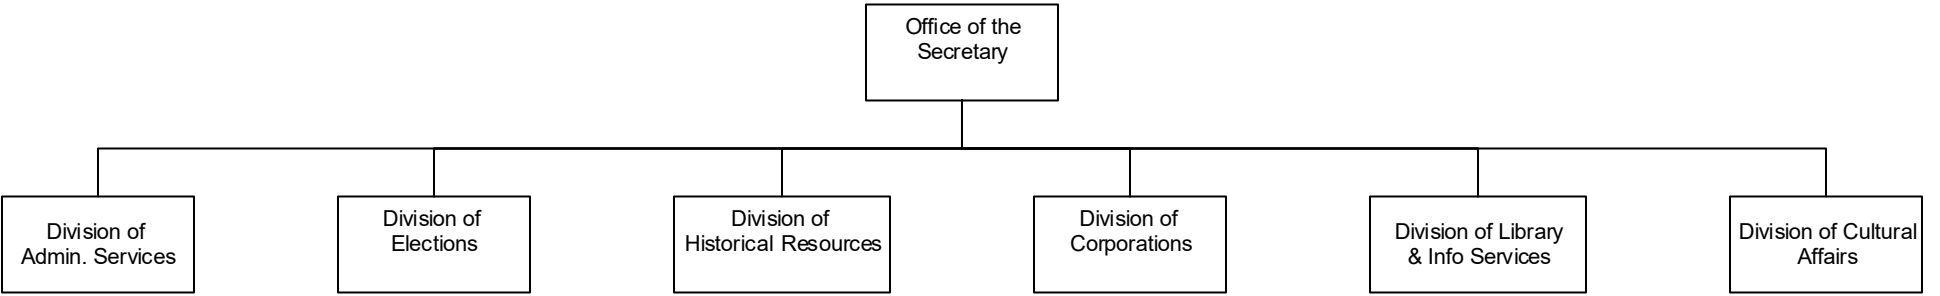 Office of the
Secretary
Division of
Admin. Services
Division of
Elections
Division of
Historical Resources
Division of
Corporations
Division of Library
& Info Services
Division of Cultural
Affairs